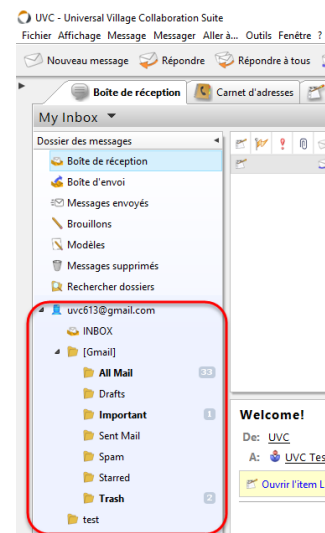 UVC - Universal Village Collaboration Suite
Fichier Affichage Message Messager Aller à... Outils Fenêtre ?
Nouveau message Répondre Répondre à tous
Boîte de réception Carnet d'adresses
My Inbox
Dossier des messages
Boîte de réception
Boîte d'envoi
Messages envoyés
Brouillons
Modèles
Messages supprimés
Rechercher dossiers
uvc613@gmail.com
INBOX
[Gmail]
All Mail 33
Drafts
Important 1
Sent Mail
Spam
Starred
Trash 2
test
Welcome!
De: UVC
A: UVC Tes
Ouvrir l'item L